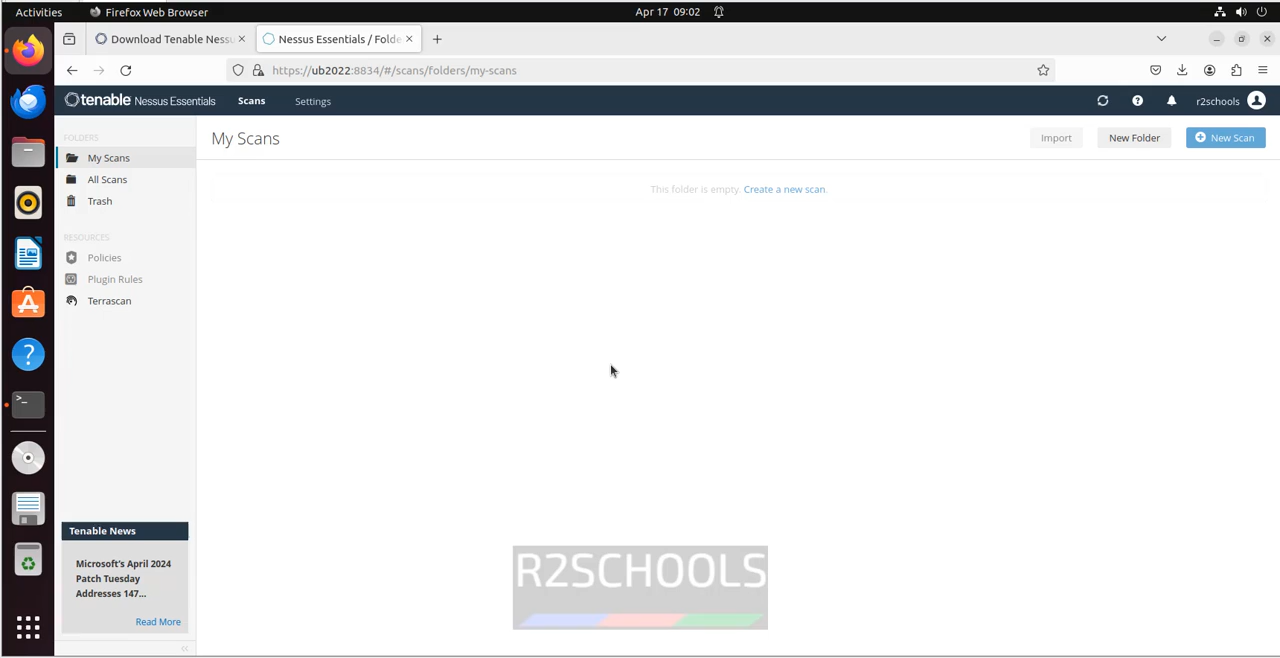 Activities
Firefox Web Browser
Apr 17 09:02
Download Tenable Nessu
Nessus Essentials / Folde
https://ub2022:8834/#/scans/folders/my-scans
tenable Nessus Essentials
Scans
Settings
r2schools
FOLDERS
My Scans
All Scans
Trash
RESOURCES
Policies
Plugin Rules
Terrascan
My Scans
Import
New Folder
New Scan
This folder is empty. Create a new scan.
Tenable News
Microsoft's April 2024
Patch Tuesday
Addresses 147...
Read More
R2SCHOOLS